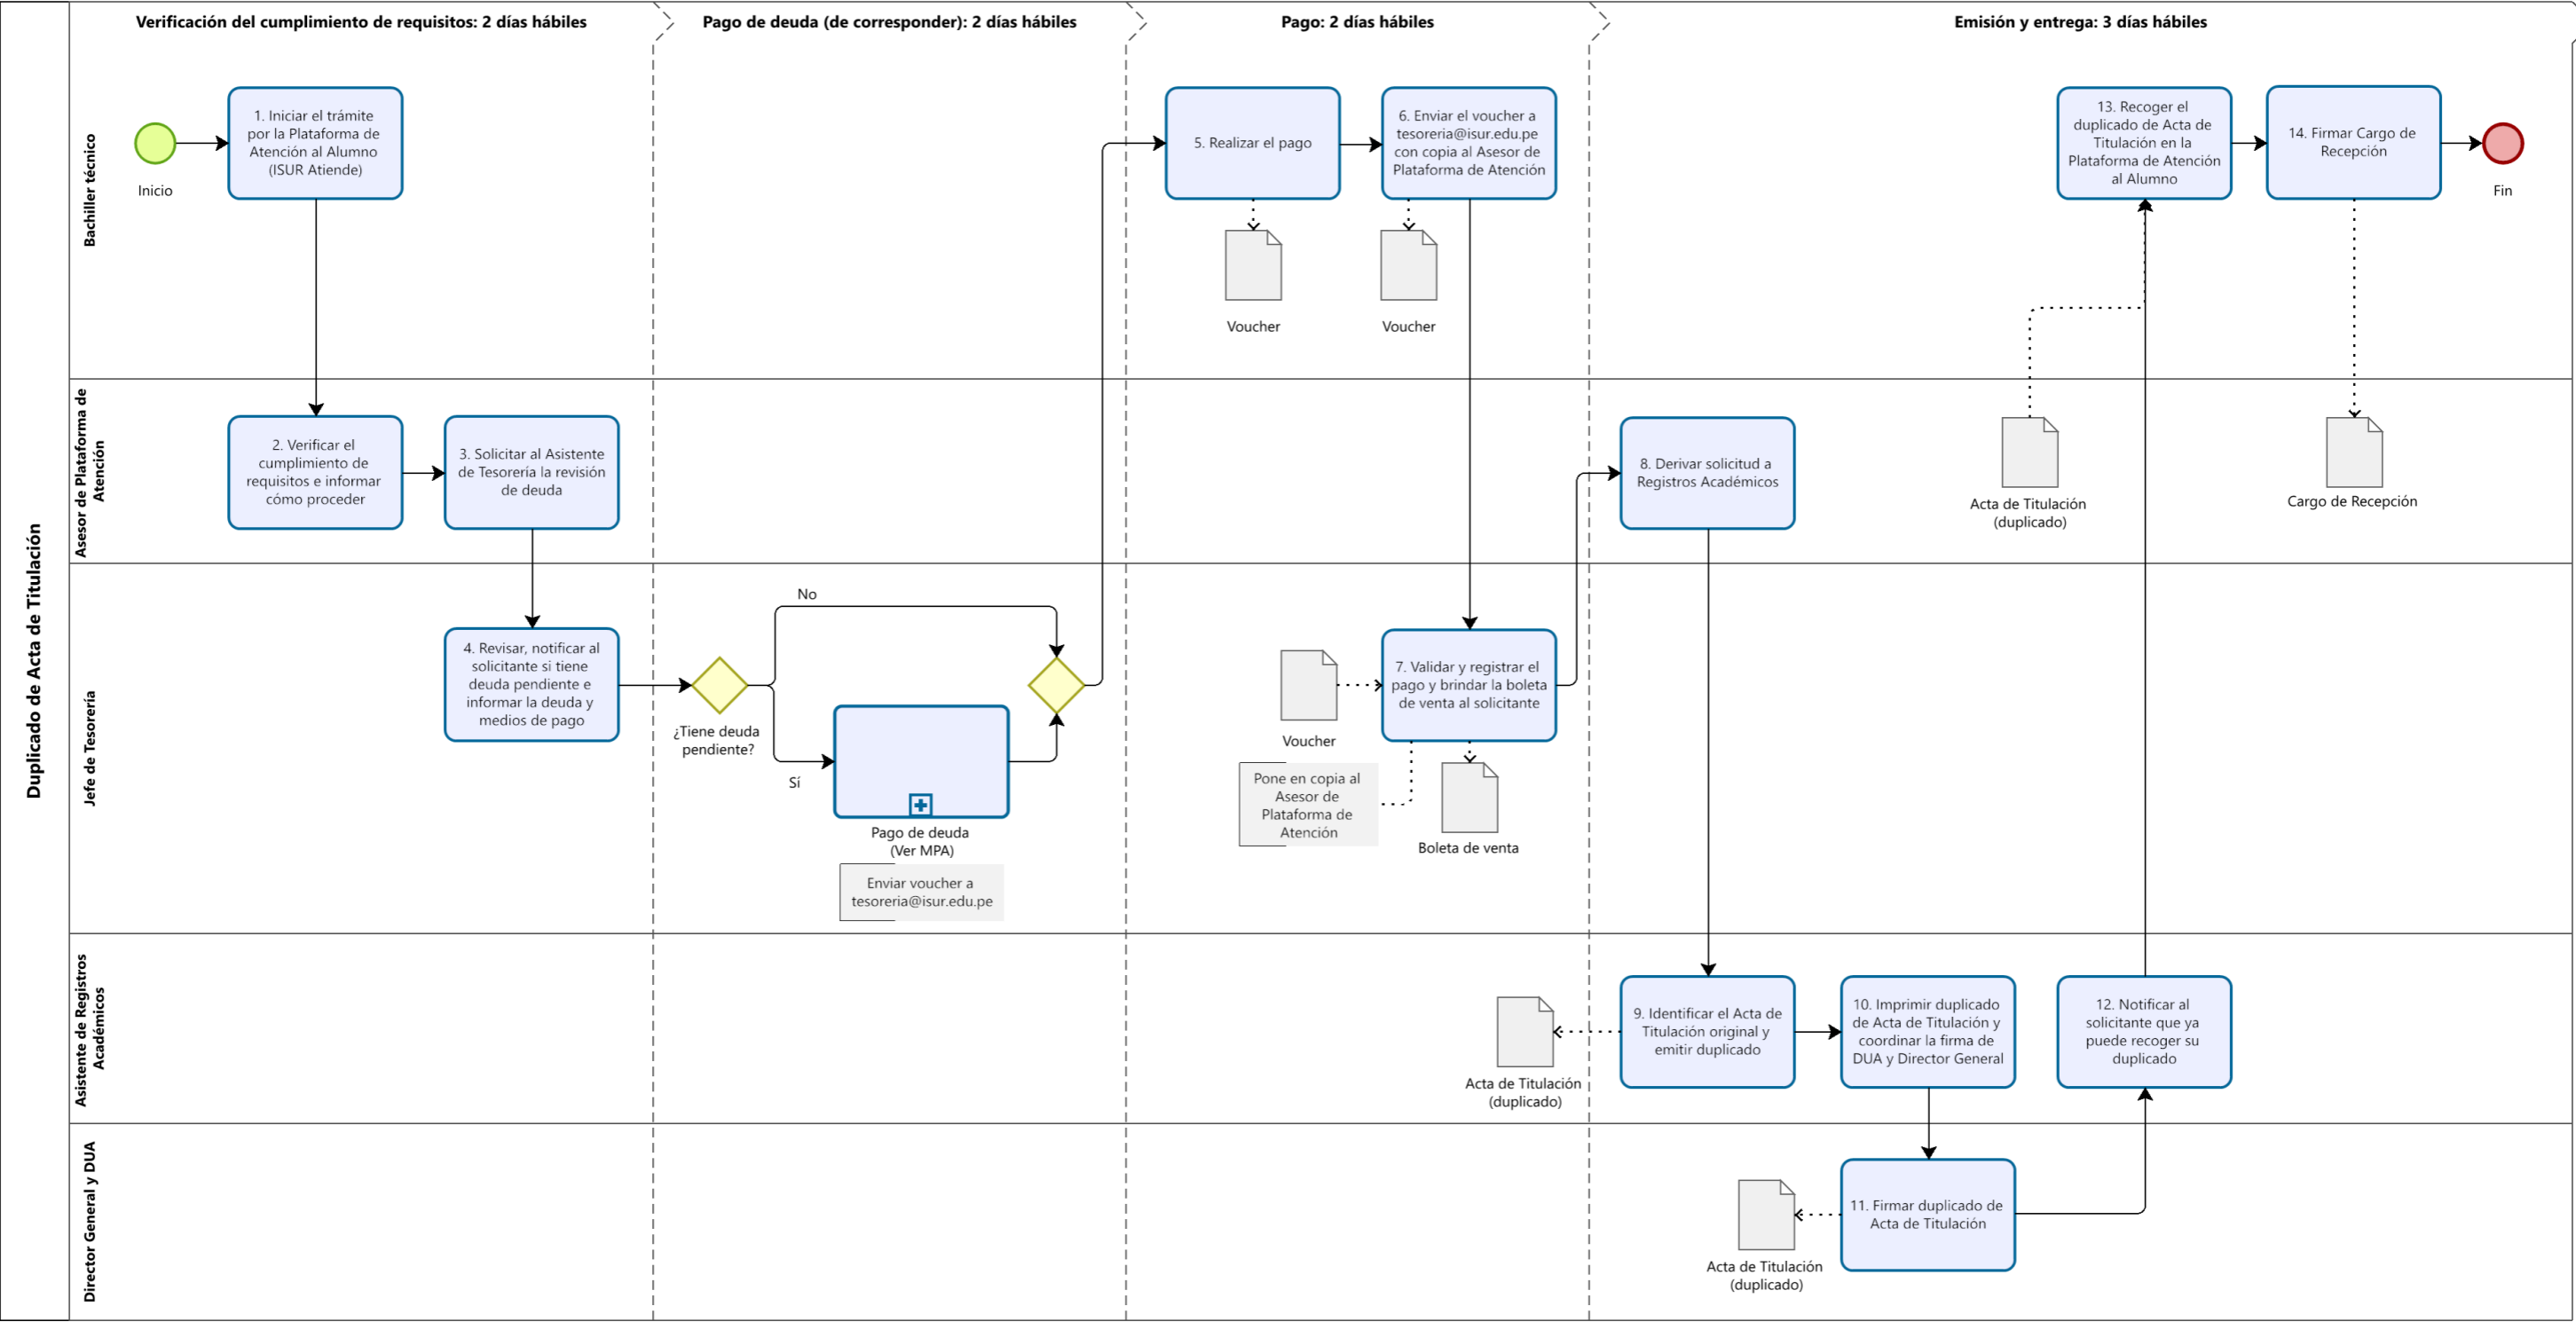 Verificación del cumplimiento de requisitos: 2 días hábiles
Pago de deuda (de corresponder): 2 días hábiles
Pago: 2 días hábiles
Emisión y entrega: 3 días hábiles
Duplicado de Acta de Titulación
Bachiller técnico
Inicio
1. Iniciar el trámite
por la Plataforma de
Atención al Alumno
(ISUR Atiende)
5. Realizar el pago
Voucher
6. Enviar el voucher a
tesoreria@isur.edu.pe
con copia al Asesor de
Plataforma de Atención
Voucher
13. Recoger el
duplicado de Acta de
Titulación en la
Plataforma de Atención
al Alumno
14. Firmar Cargo de
Recepción
Fin
Asesor de Plataforma de
Atención
2. Verificar el
cumplimiento de
requisitos e informar
cómo proceder
3. Solicitar al Asistente
de Tesorería la revisión
de deuda
8. Derivar solicitud a
Registros Académicos
Acta de Titulación
(duplicado)
Cargo de Recepción
Jefe de Tesorería
4. Revisar, notificar al
solicitante si tiene
deuda pendiente e
informar la deuda y
medios de pago
¿Tiene deuda
pendiente?
No
Sí
Pago de deuda
(Ver MPA)
Enviar voucher a
tesoreria@isur.edu.pe
Voucher
7. Validar y registrar el
pago y brindar la boleta
de venta al solicitante
Pone en copia al
Asesor de
Plataforma de
Atención
Boleta de venta
Asistente de Registros
Académicos
Acta de Titulación
(duplicado)
9. Identificar el Acta de
Titulación original y
emitir duplicado
10. Imprimir duplicado
de Acta de Titulación y
coordinar la firma de
DUA y Director General
12. Notificar al
solicitante que ya
puede recoger su
duplicado
Director General y DUA
Acta de Titulación
(duplicado)
11. Firmar duplicado de
Acta de Titulación